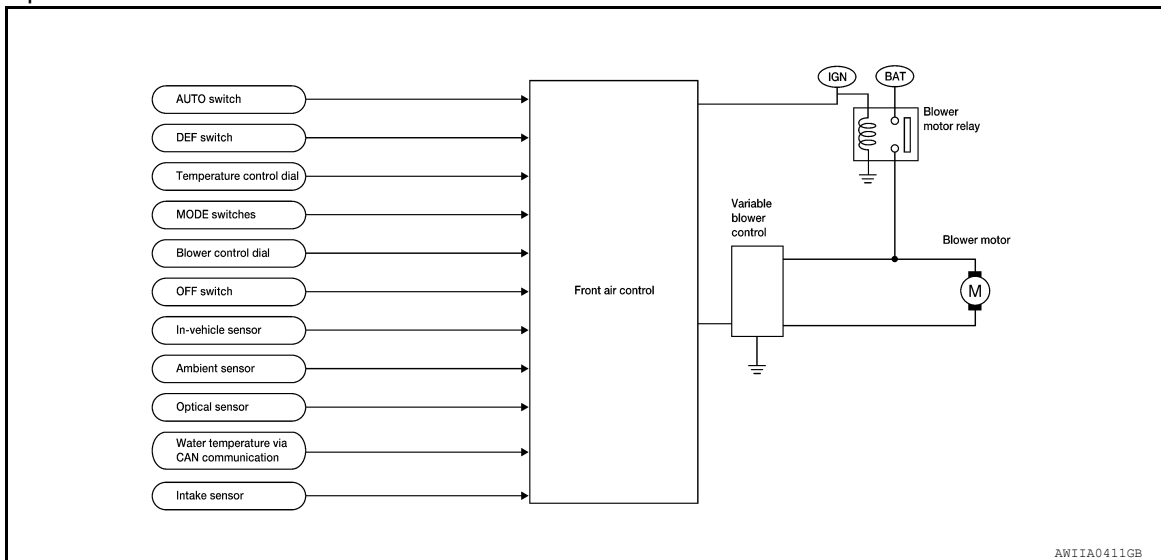 AUTO switch
DEF switch
Temperature control dial
MODE switches
Blower control dial
OFF switch
In-vehicle sensor
Ambient sensor
Optical sensor
Water temperature via
CAN communication
Intake sensor
Front air control
IGN
BAT
Blower
motor relay
Variable
blower
control
Blower motor
M
AWIIA0411GB